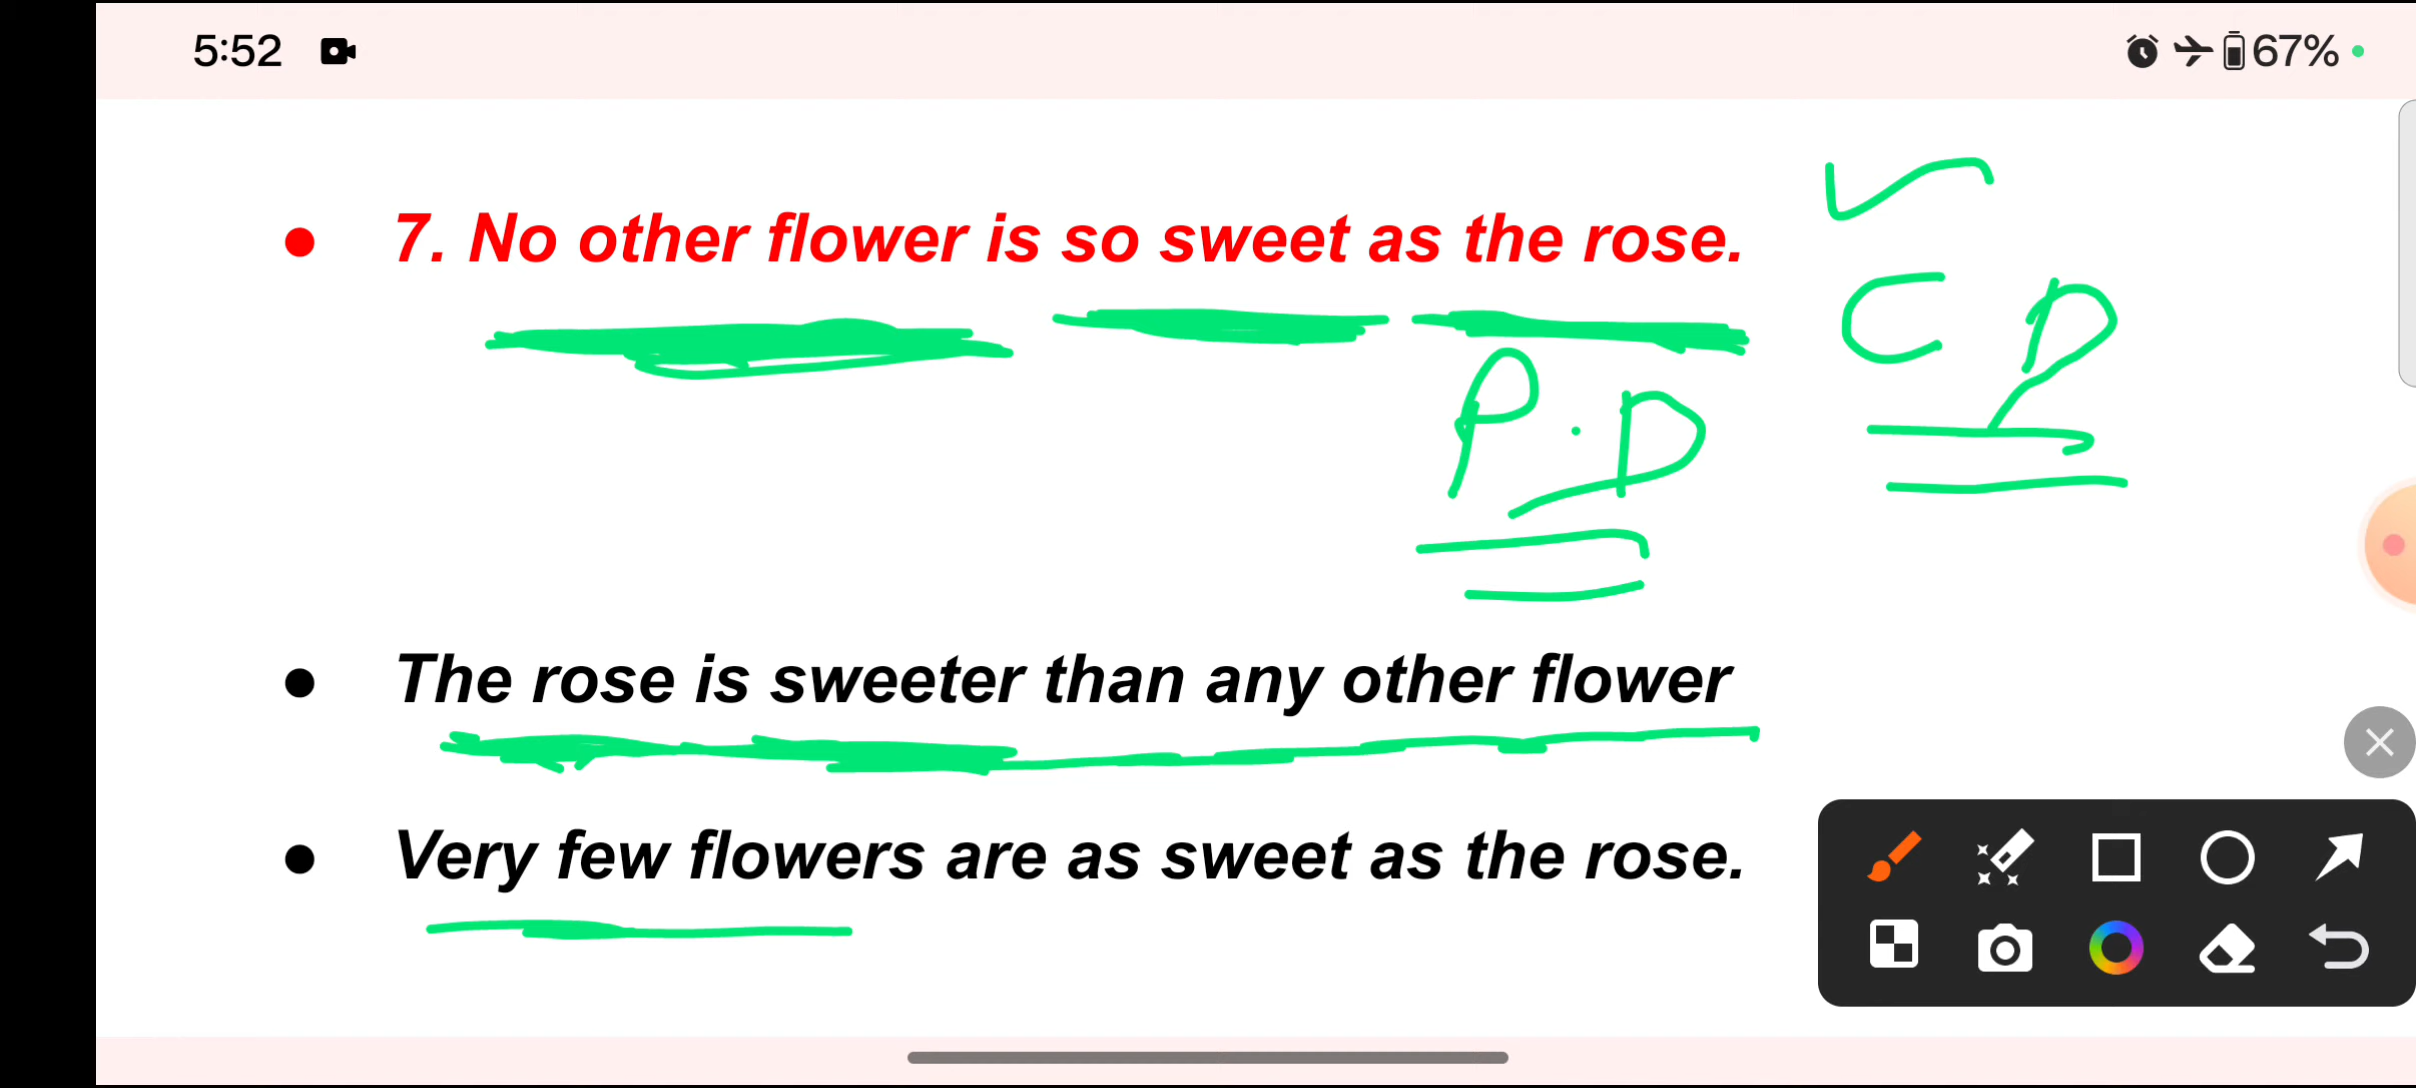 5:52 67%
7. No other flower is so sweet as the rose.
C D
P.D
The rose is sweeter than any other flower
Very few flowers are as sweet as the rose.